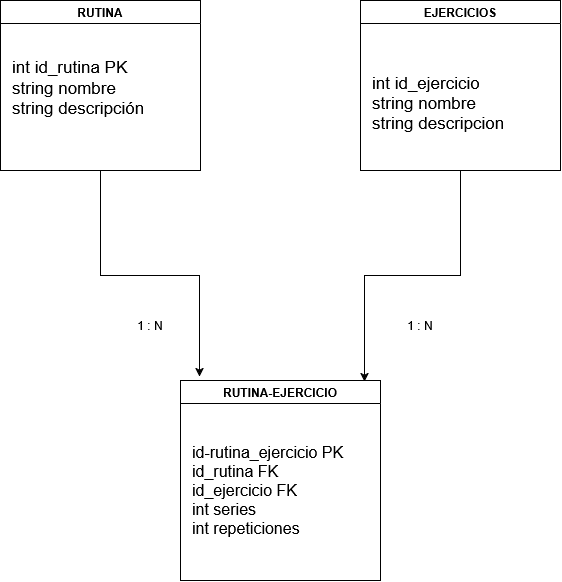 RUTINA
int id_rutina PK
string nombre
string descripción
EJERCICIOS
int id_ejercicio
string nombre
string descripcion
1 : N
1 : N
RUTINA-EJERCICIO
id-rutina_ejercicio PK
id_rutina FK
id_ejercicio FK
int series
int repeticiones